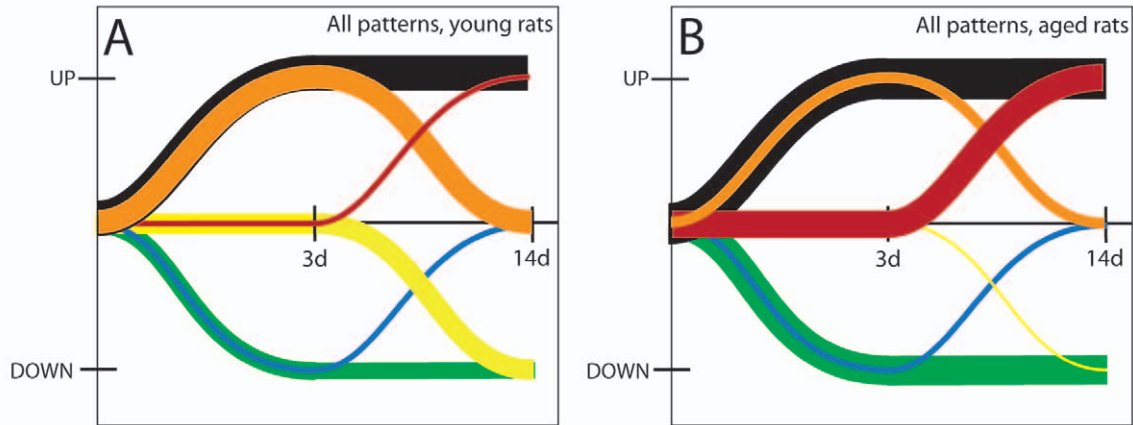 A
All patterns, young rats
UP
3d
14d
DOWN
B
All patterns, aged rats
UP
3d
14d
DOWN